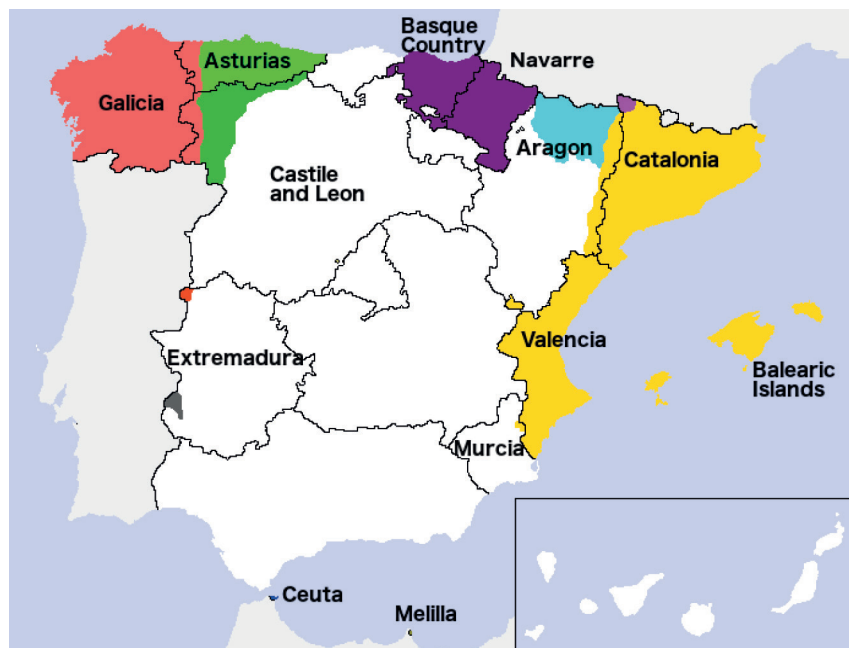 Basque
Country
Asturias
Navarre
Galicia
Aragon
Catalonia
Castile
and Leon
Valencia
Extremadura
Balearic
Islands
Murcia
Ceuta
Melilla